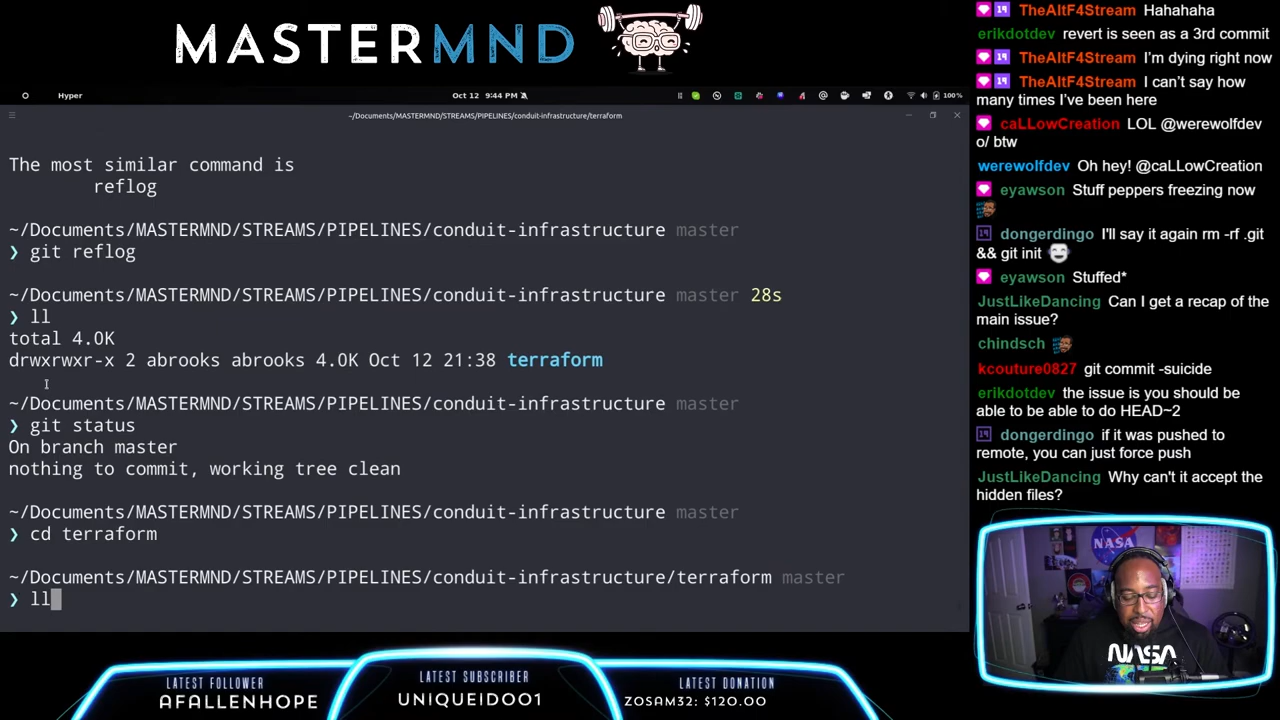 MASTERMND
Hyper
Oct 12 9:44 PM
100%
~/Documents/MASTERMND/STREAMS/PIPELINES/conduit-infrastructure/terraform
The most similar command is
reflog
~/Documents/MASTERMND/STREAMS/PIPELINES/conduit-infrastructure master
❯ git reflog
~/Documents/MASTERMND/STREAMS/PIPELINES/conduit-infrastructure master 28s
❯ ll
total 4.0K
drwxrwxr-x 2 abrooks abrooks 4.0K Oct 12 21:38 terraform
~/Documents/MASTERMND/STREAMS/PIPELINES/conduit-infrastructure master
❯ git status
On branch master
nothing to commit, working tree clean
~/Documents/MASTERMND/STREAMS/PIPELINES/conduit-infrastructure master
❯ cd terraform
~/Documents/MASTERMND/STREAMS/PIPELINES/conduit-infrastructure/terraform master
❯ ll
TheAltF4Stream Hahahaha
erikdotdev revert is seen as a 3rd commit
TheAltF4Stream I'm dying right now
TheAltF4Stream I can't say how
many times I've been here
caLLowCreation LOL @werewolfdev
o/ btw
werewolfdev Oh hey! @caLLowCreation
eyawson Stuff peppers freezing now
dongerdingo I'll say it again rm -rf .git
&& git init
eyawson Stuffed*
JustLikeDancing Can I get a recap of the
main issue?
chindsch
kcouture0827 git commit -suicide
erikdotdev the issue is you should be
able to be able to do HEAD~2
dongerdingo if it was pushed to
remote, you can just force push
JustLikeDancing Why can't it accept the
hidden files?
NASA
NASA
LATEST FOLLOWER
AFALLENHOPE
LATEST SUBSCRIBER
UNIQUEIDOO1
LATEST DONATION
ZOSAM32: $120.00